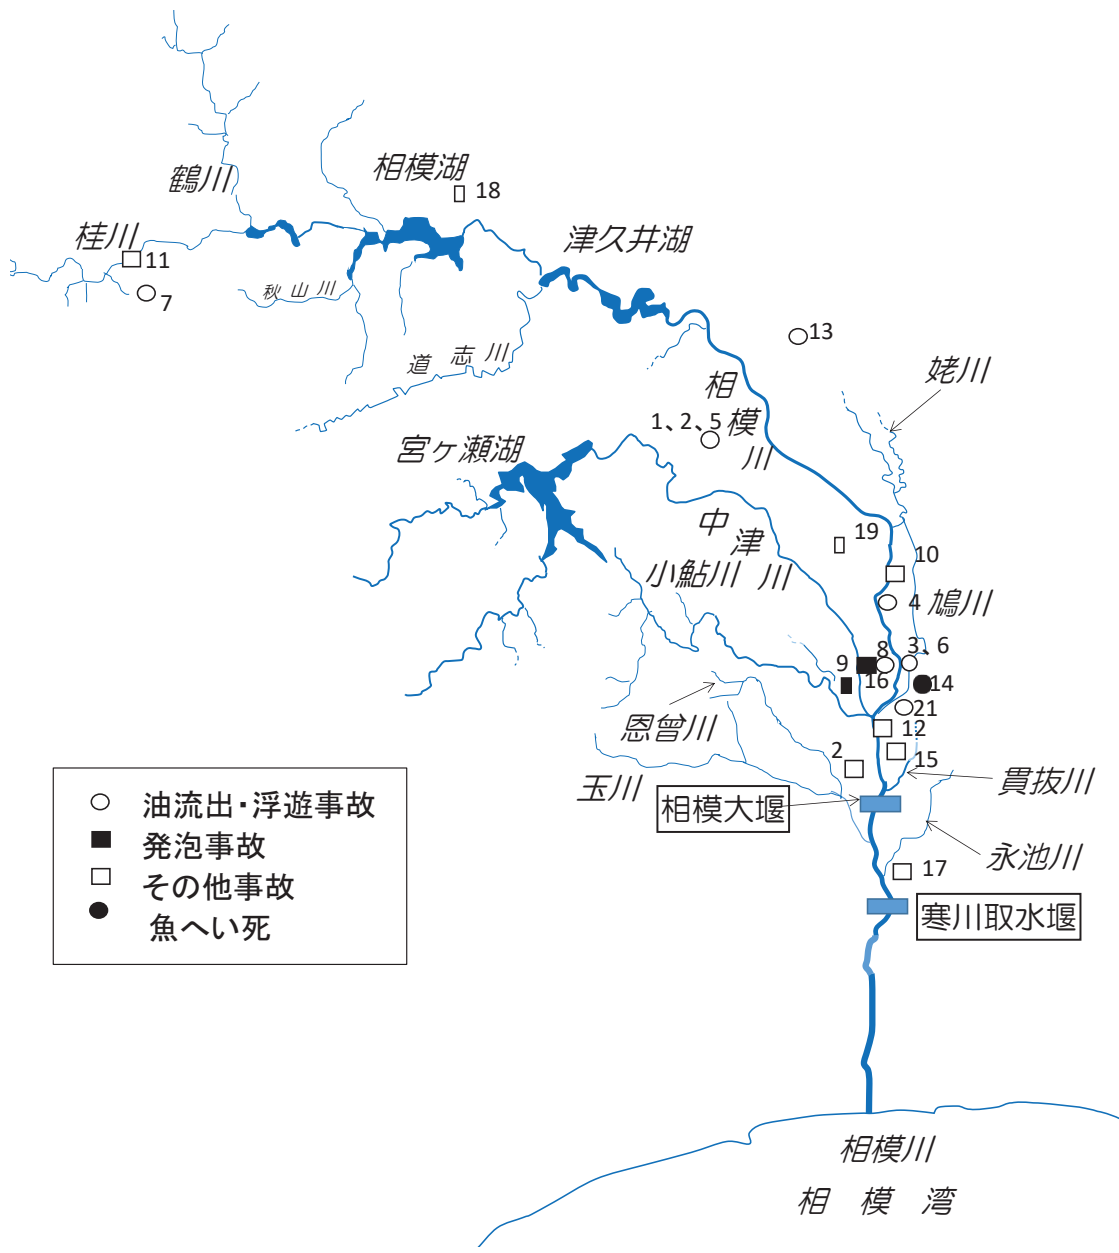 鶴川
相模湖
18
桂川
11
7
秋山川
津久井湖
道志川
13
相模川
1、2、5
姥川
宮ヶ瀬湖
中津川
19
小鮎川
10
4
鳩川
3、6
8
9
16
14
21
恩曾川
12
2
15
玉川
相模大堰
貫抜川
永池川
17
寒川取水堰
油流出・浮遊事故
発泡事故
その他事故
魚へい死
相模川
相模湾